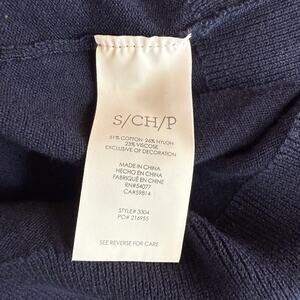 S/CH/P
51% COTTON 26% NYLON
23% VISCOSE
EXCLUSIVE OF DECORATION
MADE IN CHINA
HECHO EN CHINA
FABRIQUÉ EN CHINE
RN#54077
CA#59814
STYLE# 3304
PO# 216955
SEE REVERSE FOR CARE